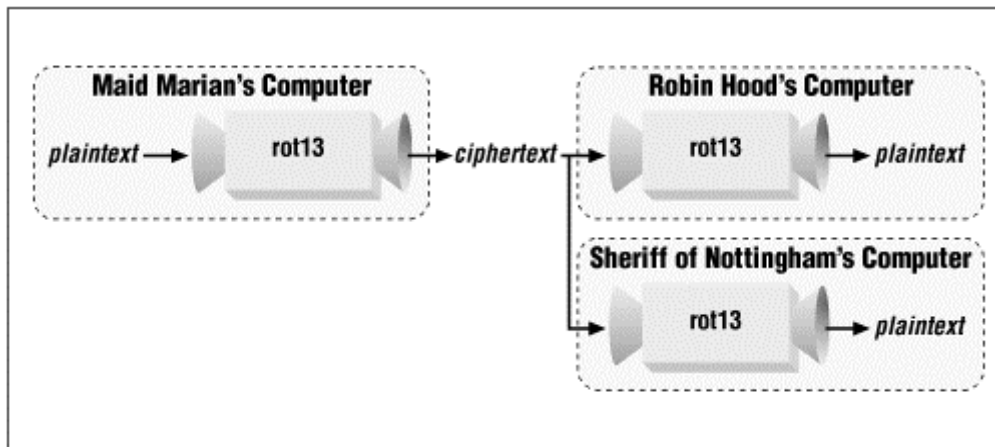 Maid Marian's Computer
plaintext
rot13
ciphertext
Robin Hood's Computer
rot13
plaintext
Sheriff of Nottingham's Computer
rot13
plaintext